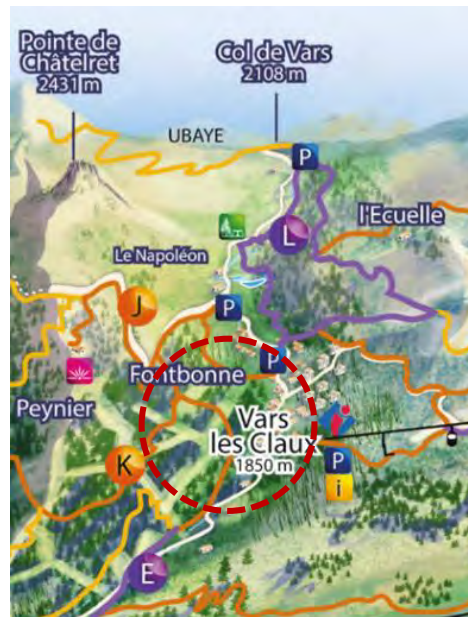 Pointe de
Châtelret
2431 m
Col de Vars
2108 m
UBAYE
P
l'Ecuelle
L
Le Napoléon
J
P
P
Fontbonne
Peynier
Vars
les Claux
1850 m
K
P
i
E